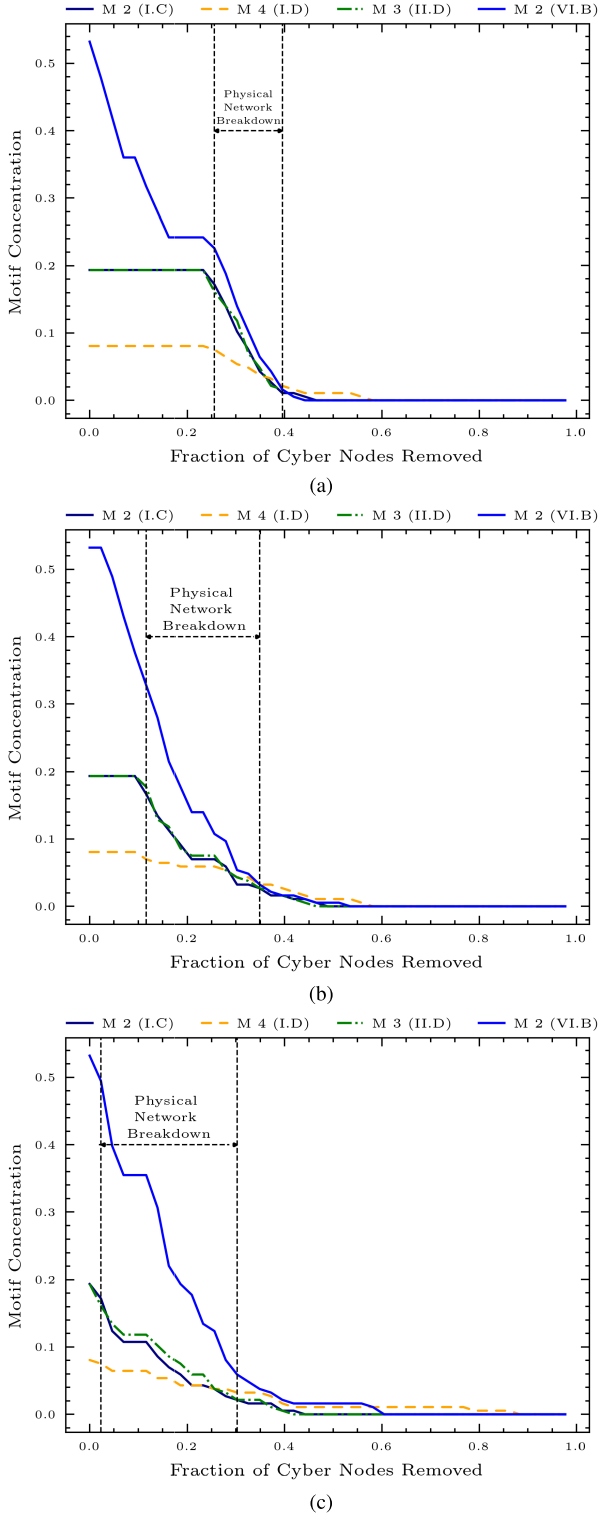 M 2 (I.C) M 4 (I.D) M 3 (II.D) M 2 (VI.B)
Physical
Network
Breakdown
Motif Concentration
0.5
0.4
0.3
0.2
0.1
0.0
0.0 0.2 0.4 0.6 0.8 1.0
Fraction of Cyber Nodes Removed
(a)
M 2 (I.C) M 4 (I.D) M 3 (II.D) M 2 (VI.B)
Physical
Network
Breakdown
Motif Concentration
0.5
0.4
0.3
0.2
0.1
0.0
0.0 0.2 0.4 0.6 0.8 1.0
Fraction of Cyber Nodes Removed
(b)
M 2 (I.C) M 4 (I.D) M 3 (II.D) M 2 (VI.B)
Physical
Network
Breakdown
Motif Concentration
0.5
0.4
0.3
0.2
0.1
0.0
0.0 0.2 0.4 0.6 0.8 1.0
Fraction of Cyber Nodes Removed
(c)